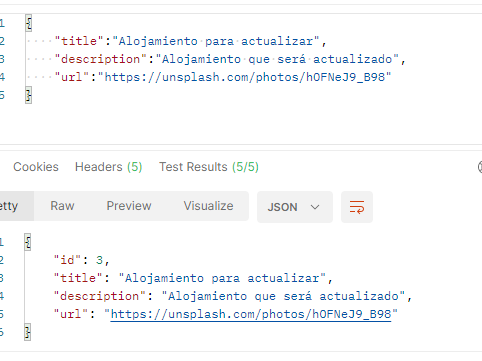 1 {
2 "title":"Alojamiento para actualizar",
3 "description":"Alojamiento que será actualizado",
4 "url":"https://unsplash.com/photos/hOFNeJ9_B98"
5 }
Cookies Headers (5) Test Results (5/5)
etty Raw Preview Visualize JSON
1 {
2 "id": 3,
3 "title": "Alojamiento para actualizar",
4 "description": "Alojamiento que será actualizado",
5 "url": "https://unsplash.com/photos/hOFNeJ9_B98"
6 }